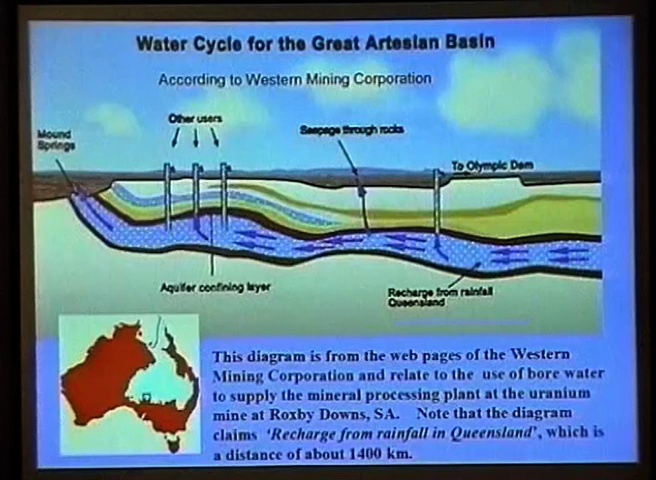 Water Cycle for the Great Artesian Basin
According to Western Mining Corporation
Other users
Mound
Springs
Seepage through rocks
To Olympic Dam
Aquifer confining layer
Recharge from rainfall
Queensland
This diagram is from the web pages of the Western
Mining Corporation and relate to the use of bore water
to supply the mineral processing plant at the uranium
mine at Roxby Downs, SA. Note that the diagram
claims 'Recharge from rainfall in Queensland', which is
a distance of about 1400 km.